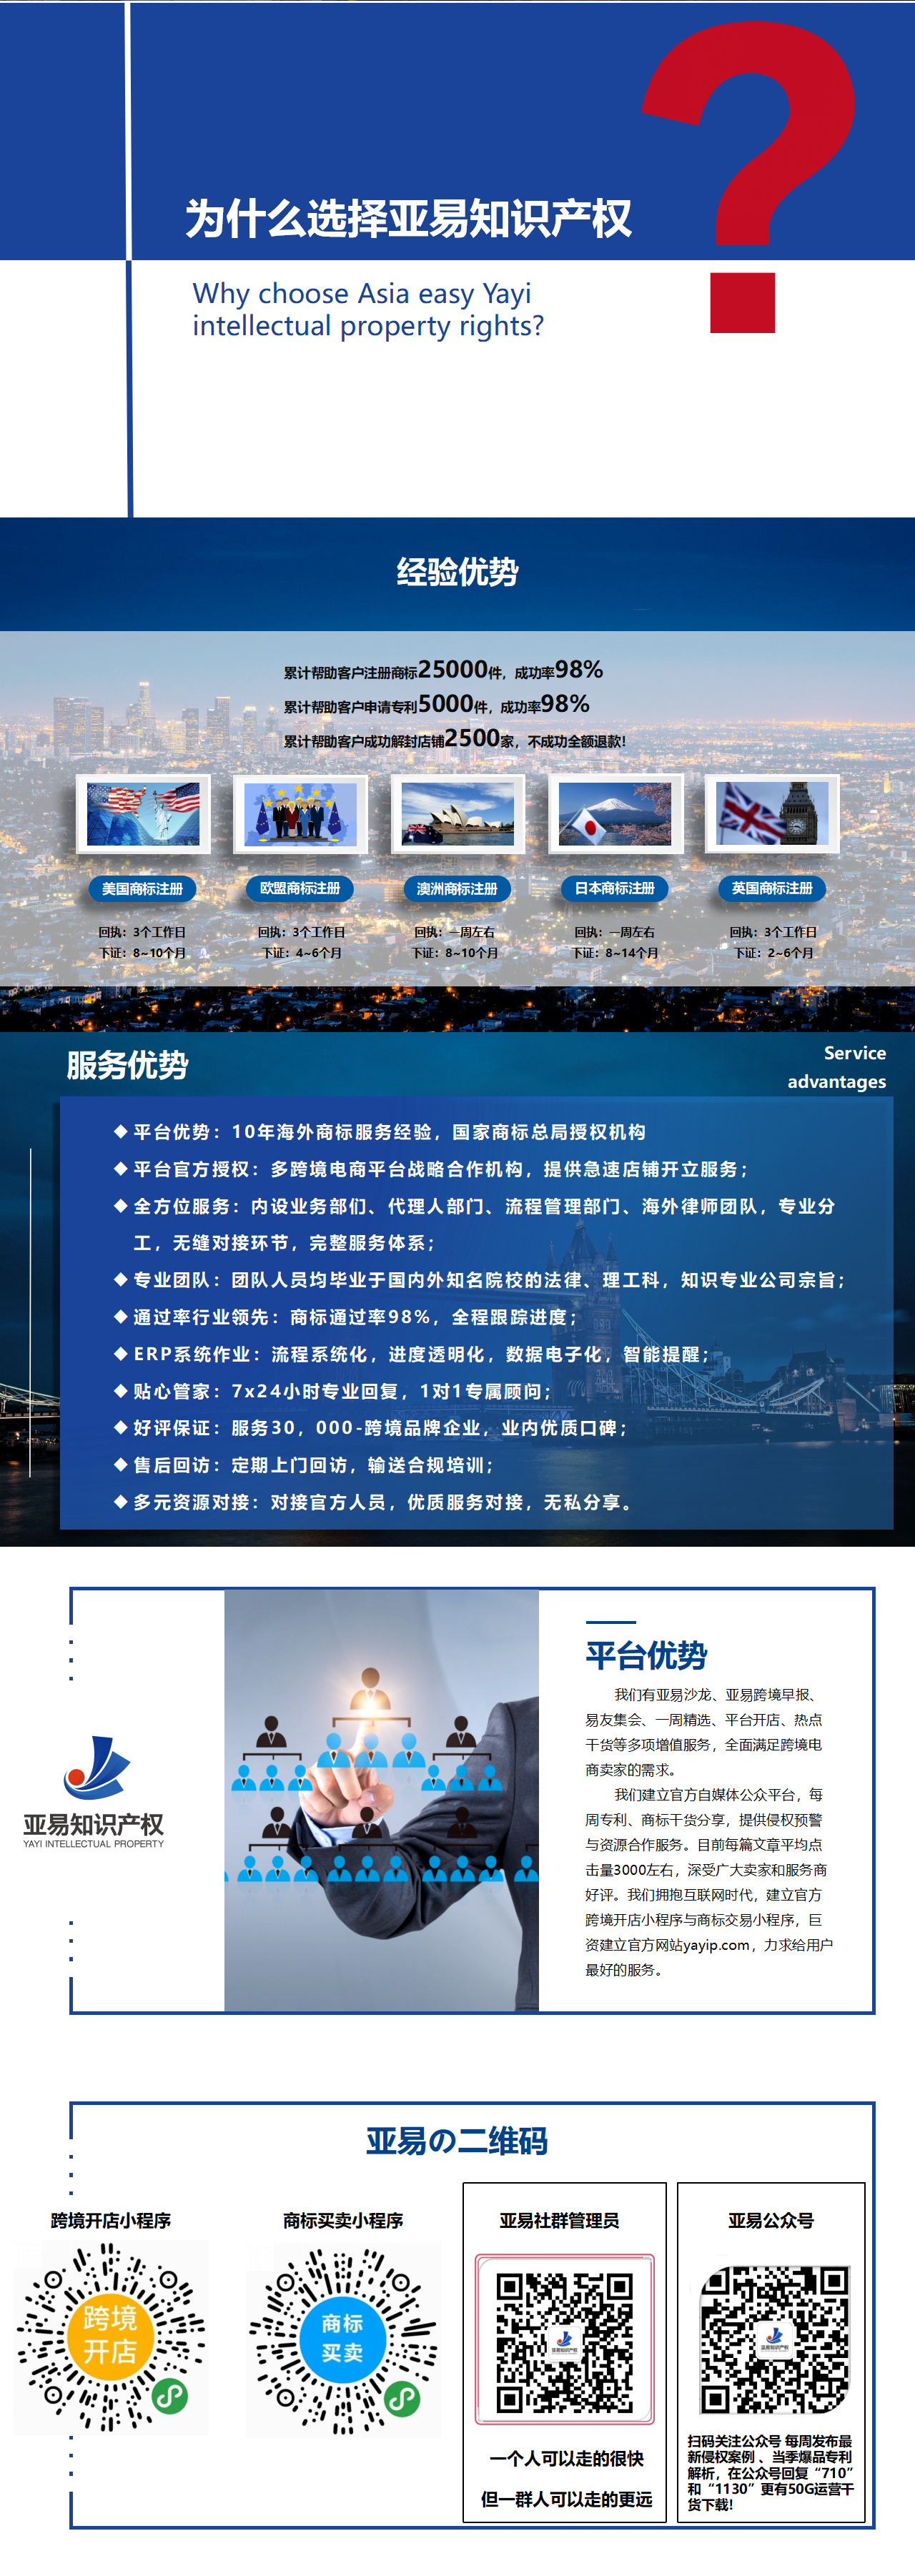 为什么选择亚易知识产权
?
Why choose Asia easy Yayi
intellectual property rights?
经验优势
累计帮助客户注册商标25000件，成功率98%
累计帮助客户申请专利5000件，成功率98%
累计帮助客户成功解封店铺2500家，不成功全额退款！
美国商标注册
欧盟商标注册
澳洲商标注册
日本商标注册
英国商标注册
回执：3个工作日
回执：3个工作日
回执：一周左右
回执：一周左右
回执：3个工作日
下证：8~10个月
下证：4~6个月
下证：8~10个月
下证：8~14个月
下证：2~6个月
服务优势
Service
advantages
◆ 平台优势：10年海外商标服务经验，国家商标总局授权机构
◆ 平台官方授权：多跨境电商平台战略合作机构，提供急速店铺开立服务；
◆ 全方位服务：内设业务部们、代理人部门、流程管理部门、海外律师团队，专业分
工，无缝对接环节，完整服务体系；
◆ 专业团队：团队人员均毕业于国内外知名院校的法律、理工科，知识专业公司宗旨；
◆ 通过率行业领先：商标通过率98%，全程跟踪进度；
◆ ERP系统作业：流程系统化，进度透明化，数据电子化，智能提醒；
◆ 贴心管家：7x24小时专业回复，1对1专属顾问；
◆ 好评保证：服务30，000-跨境品牌企业，业内优质口碑；
◆ 售后回访：定期上门回访，输送合规培训；
◆ 多元资源对接：对接官方人员，优质服务对接，无私分享。
亚易知识产权
YAYI INTELLECTUAL PROPERTY
平台优势
我们有亚易沙龙、亚易跨境早报、
易友集会、一周精选、平台开店、热点
干货等多项增值服务，全面满足跨境电
商卖家的需求。
我们建立官方自媒体公众平台，每
周专利、商标干货分享，提供侵权预警
与资源合作服务。目前每篇文章平均点
击量3000左右，深受广大卖家和服务商
好评。我们拥抱互联网时代，建立官方
跨境开店小程序与商标交易小程序，巨
资建立官方网站yayip.com，力求给用户
最好的服务。
亚易の二维码
跨境开店小程序
商标买卖小程序
亚易社群管理员
亚易公众号
跨境
开店
商标
买卖
亚易知识产权
亚易知识产权
一个人可以走的很快
但一群人可以走的更远
扫码关注公众号 每周发布最
新侵权案例 、当季爆品专利
解析，在公众号回复“710”
和“1130”更有50G运营干
货下载！